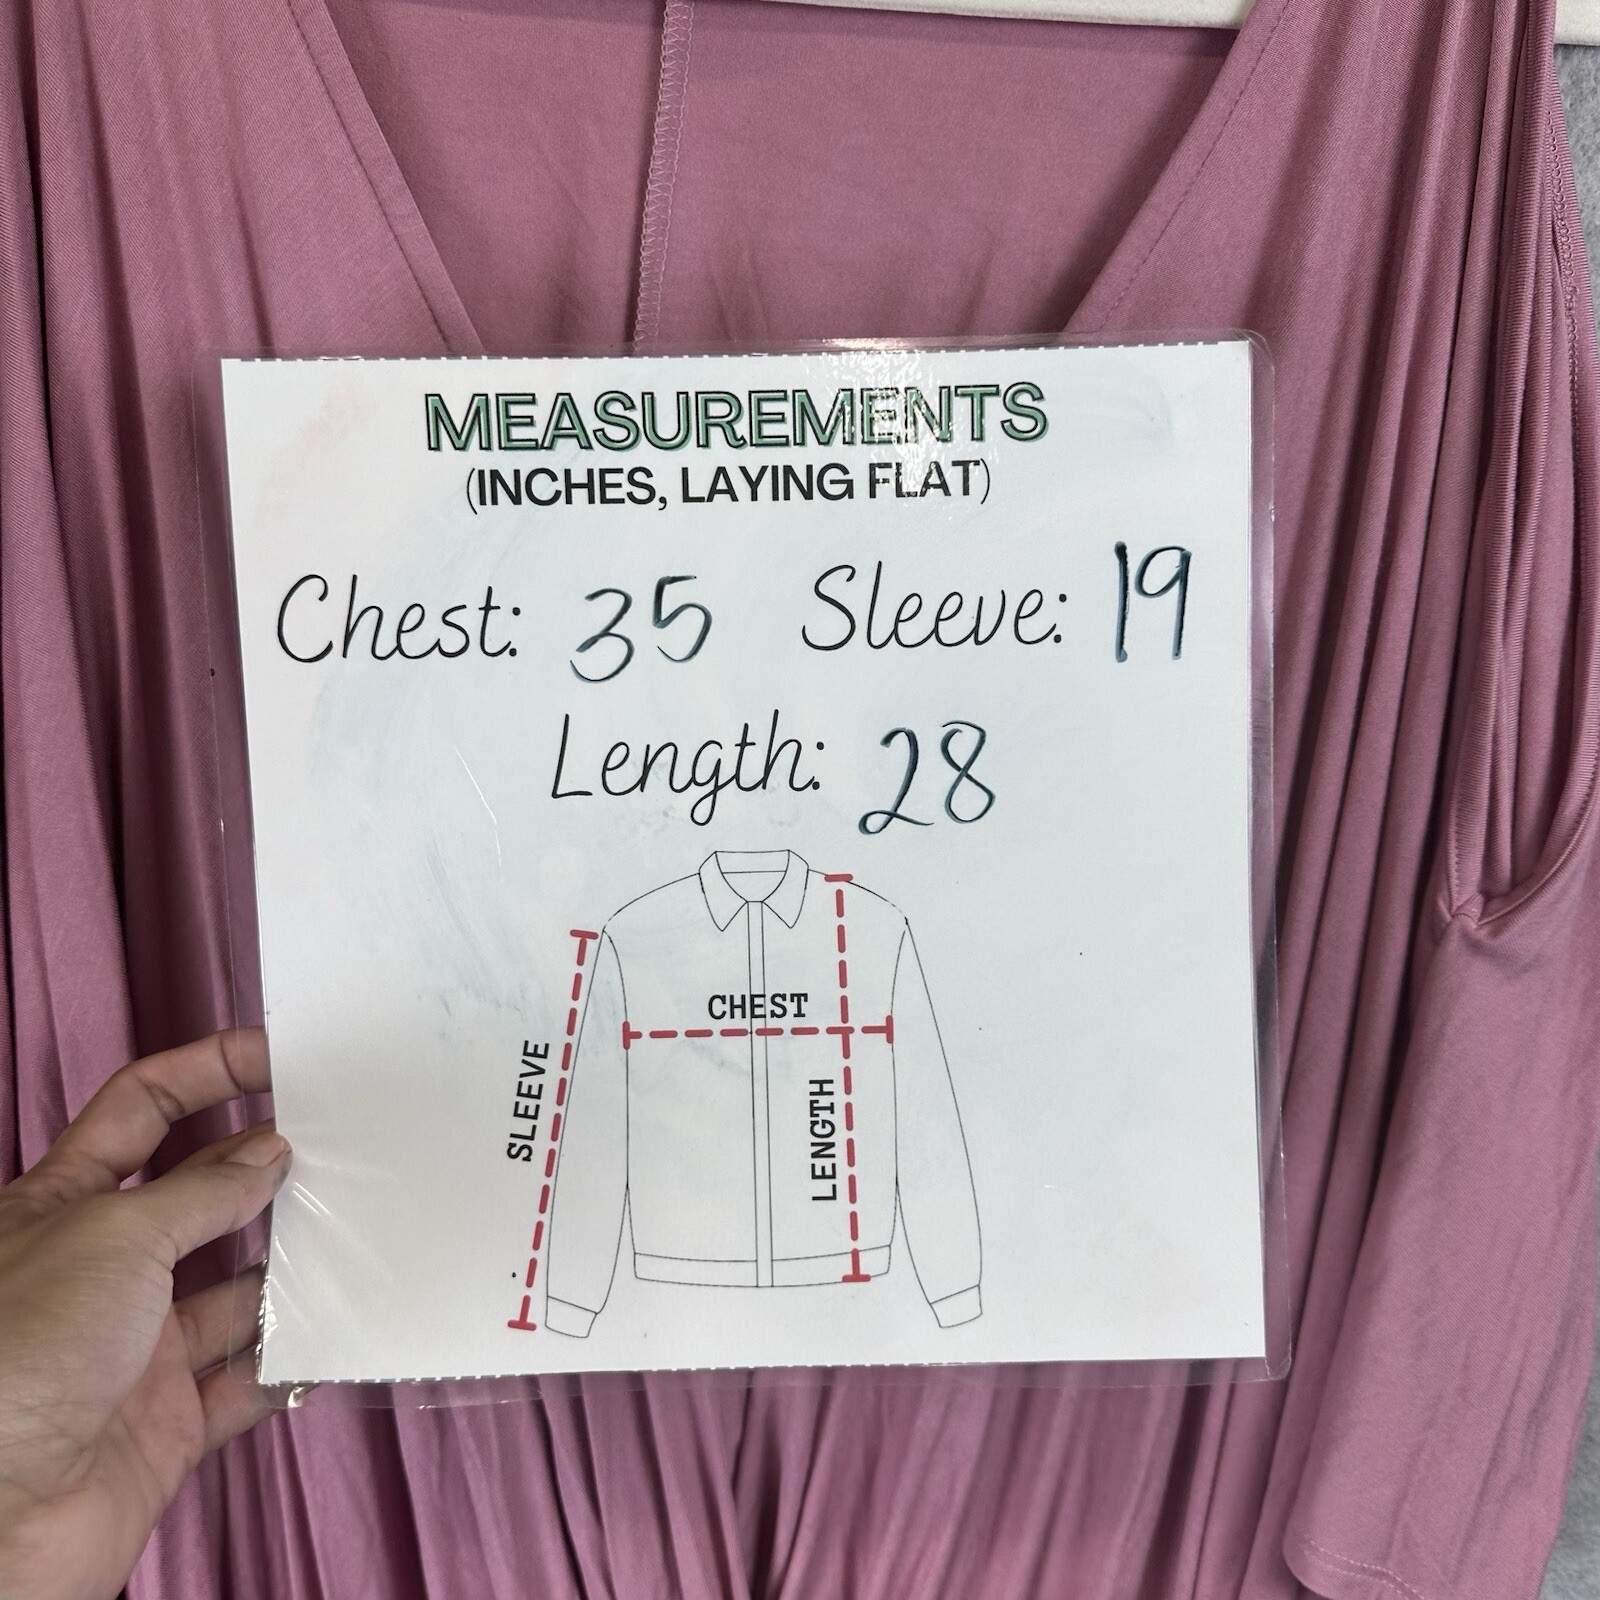 MEASUREMENTS
(INCHES, LAYING FLAT)
Chest: 35 Sleeve: 19
Length: 28
CHEST
SLEEVE
LENGTH